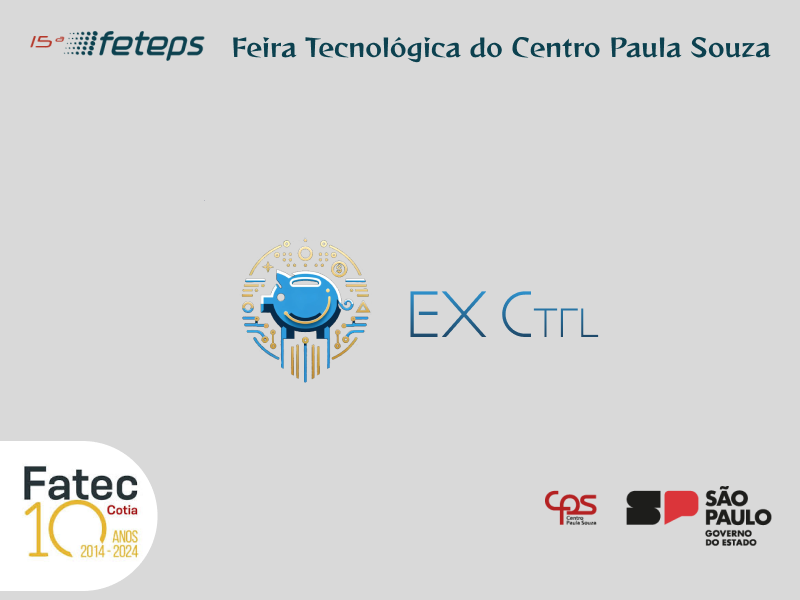 15ª feteps
Feira Tecnológica do Centro Paula Souza
EX CTRL
Fatec
Cotia
10 ANOS
2014 - 2024
cps
Centro
Paula Souza
SP
SÃO
PAULO
GOVERNO
DO ESTADO